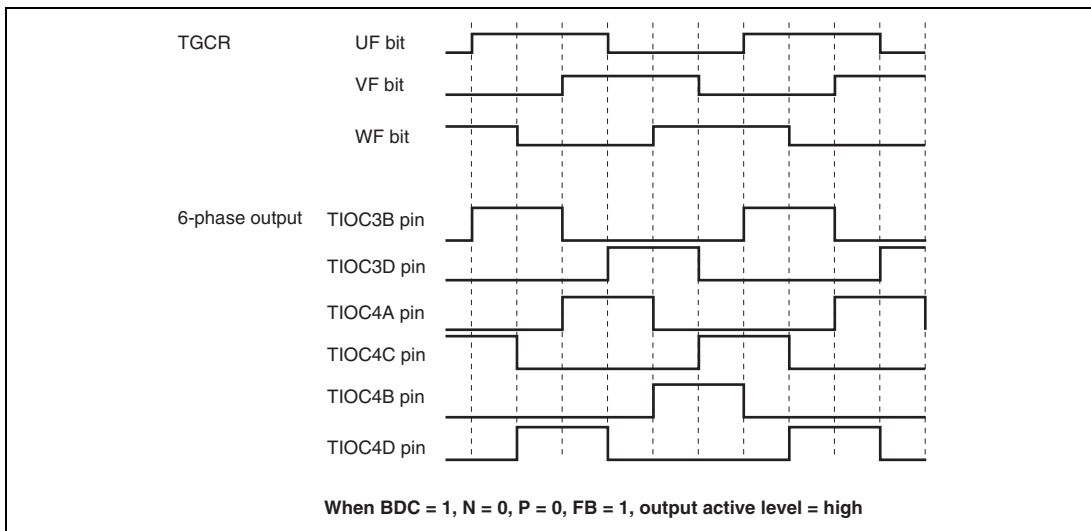 TGCR UF bit
VF bit
WF bit
6-phase output TIOC3B pin
TIOC3D pin
TIOC4A pin
TIOC4C pin
TIOC4B pin
TIOC4D pin
When BDC = 1, N = 0, P = 0, FB = 1, output active level = high